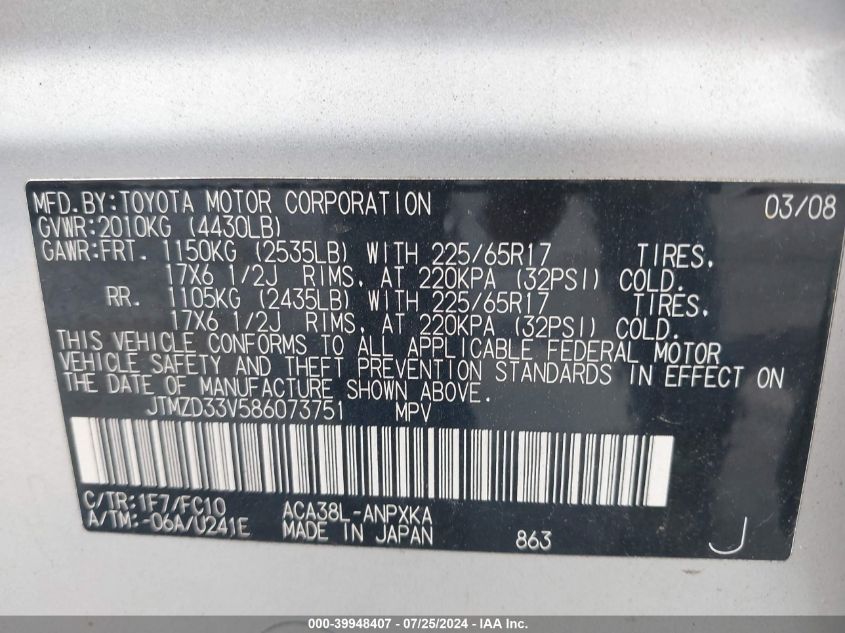 MFD.BY:TOYOTA MOTOR CORPORATION 03/08
GVWR:2010KG (4430LB)
GAWR:FRT. 1150KG (2535LB) WITH 225/65R17 TIRES,
17X6 1/2J RIMS, AT 220KPA (32PSI) COLD.
RR. 1105KG (2435LB) WITH 225/65R17 TIRES,
17X6 1/2J RIMS, AT 220KPA (32PSI) COLD.
THIS VEHICLE CONFORMS TO ALL APPLICABLE FEDERAL MOTOR
VEHICLE SAFETY AND THEFT PREVENTION STANDARDS IN EFFECT ON
THE DATE OF MANUFACTURE SHOWN ABOVE.
JTMZD33V586073751 MPV
C/TR:1F7/FC10 ACA38L-ANPXKA
A/TM:-06A/U241E MADE IN JAPAN 863 J
000-39948407 - 07/25/2024 - IAA Inc.